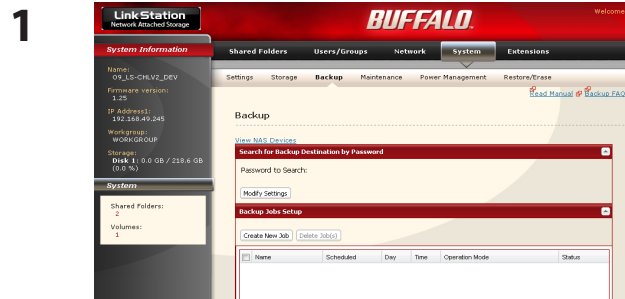 1
LinkStation
Network Attached Storage
BUFFALO
Welcome
System Information
Shared Folders Users/Groups Network System Extensions
Settings Storage Backup Maintenance Power Management Restore/Erase
Name:
09_LS-CHLV2_DEV
Firmware version:
1.25
IP Address1:
192.168.49.245
Workgroup:
WORKGROUP
Storage:
Disk 1: 0.0 GB / 218.6 GB
(0.0 %)
System
Shared Folders:
2
Volumes:
1
Read Manual Backup FAQ
Backup
View NAS Devices
Search for Backup Destination by Password
Password to Search:
Modify Settings
Backup Jobs Setup
Create New Job Delete Job(s)
Name Scheduled Day Time Operation Mode Status